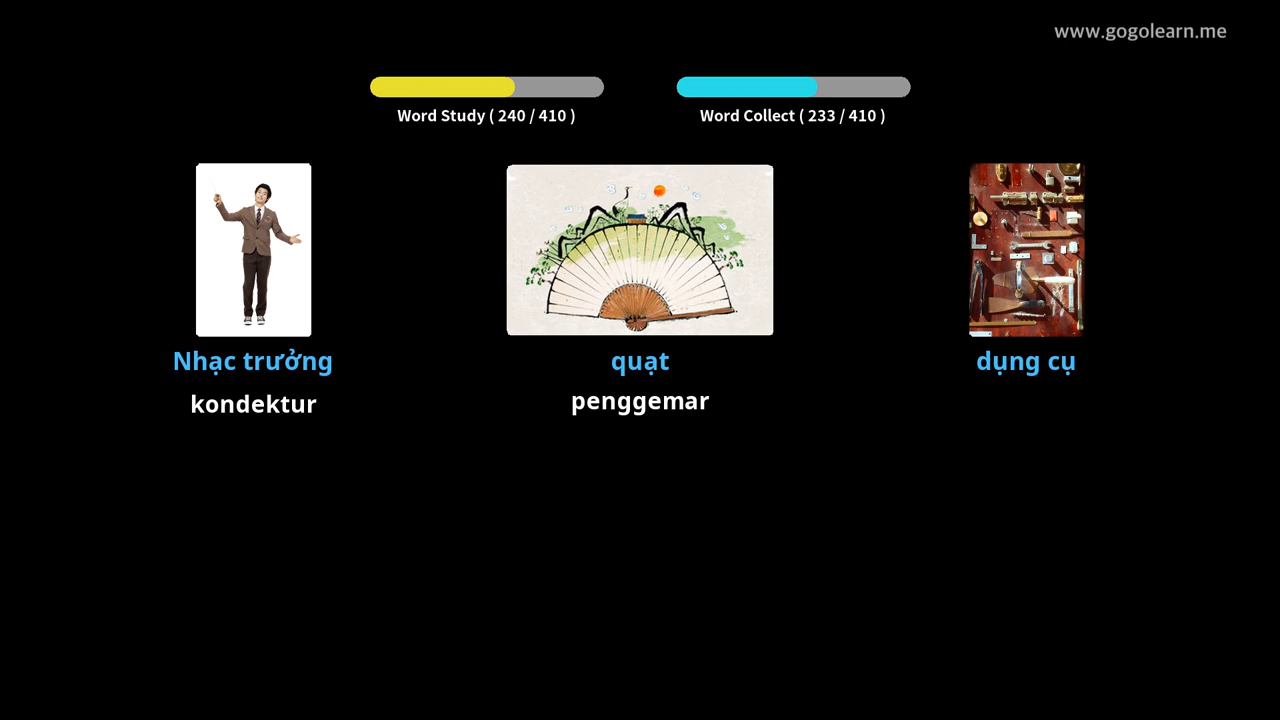 www.gogolearn.me
Word Study ( 240 / 410 )
Word Collect ( 233 / 410 )
Nhạc trưởng
quạt
dụng cụ
kondektur
penggemar